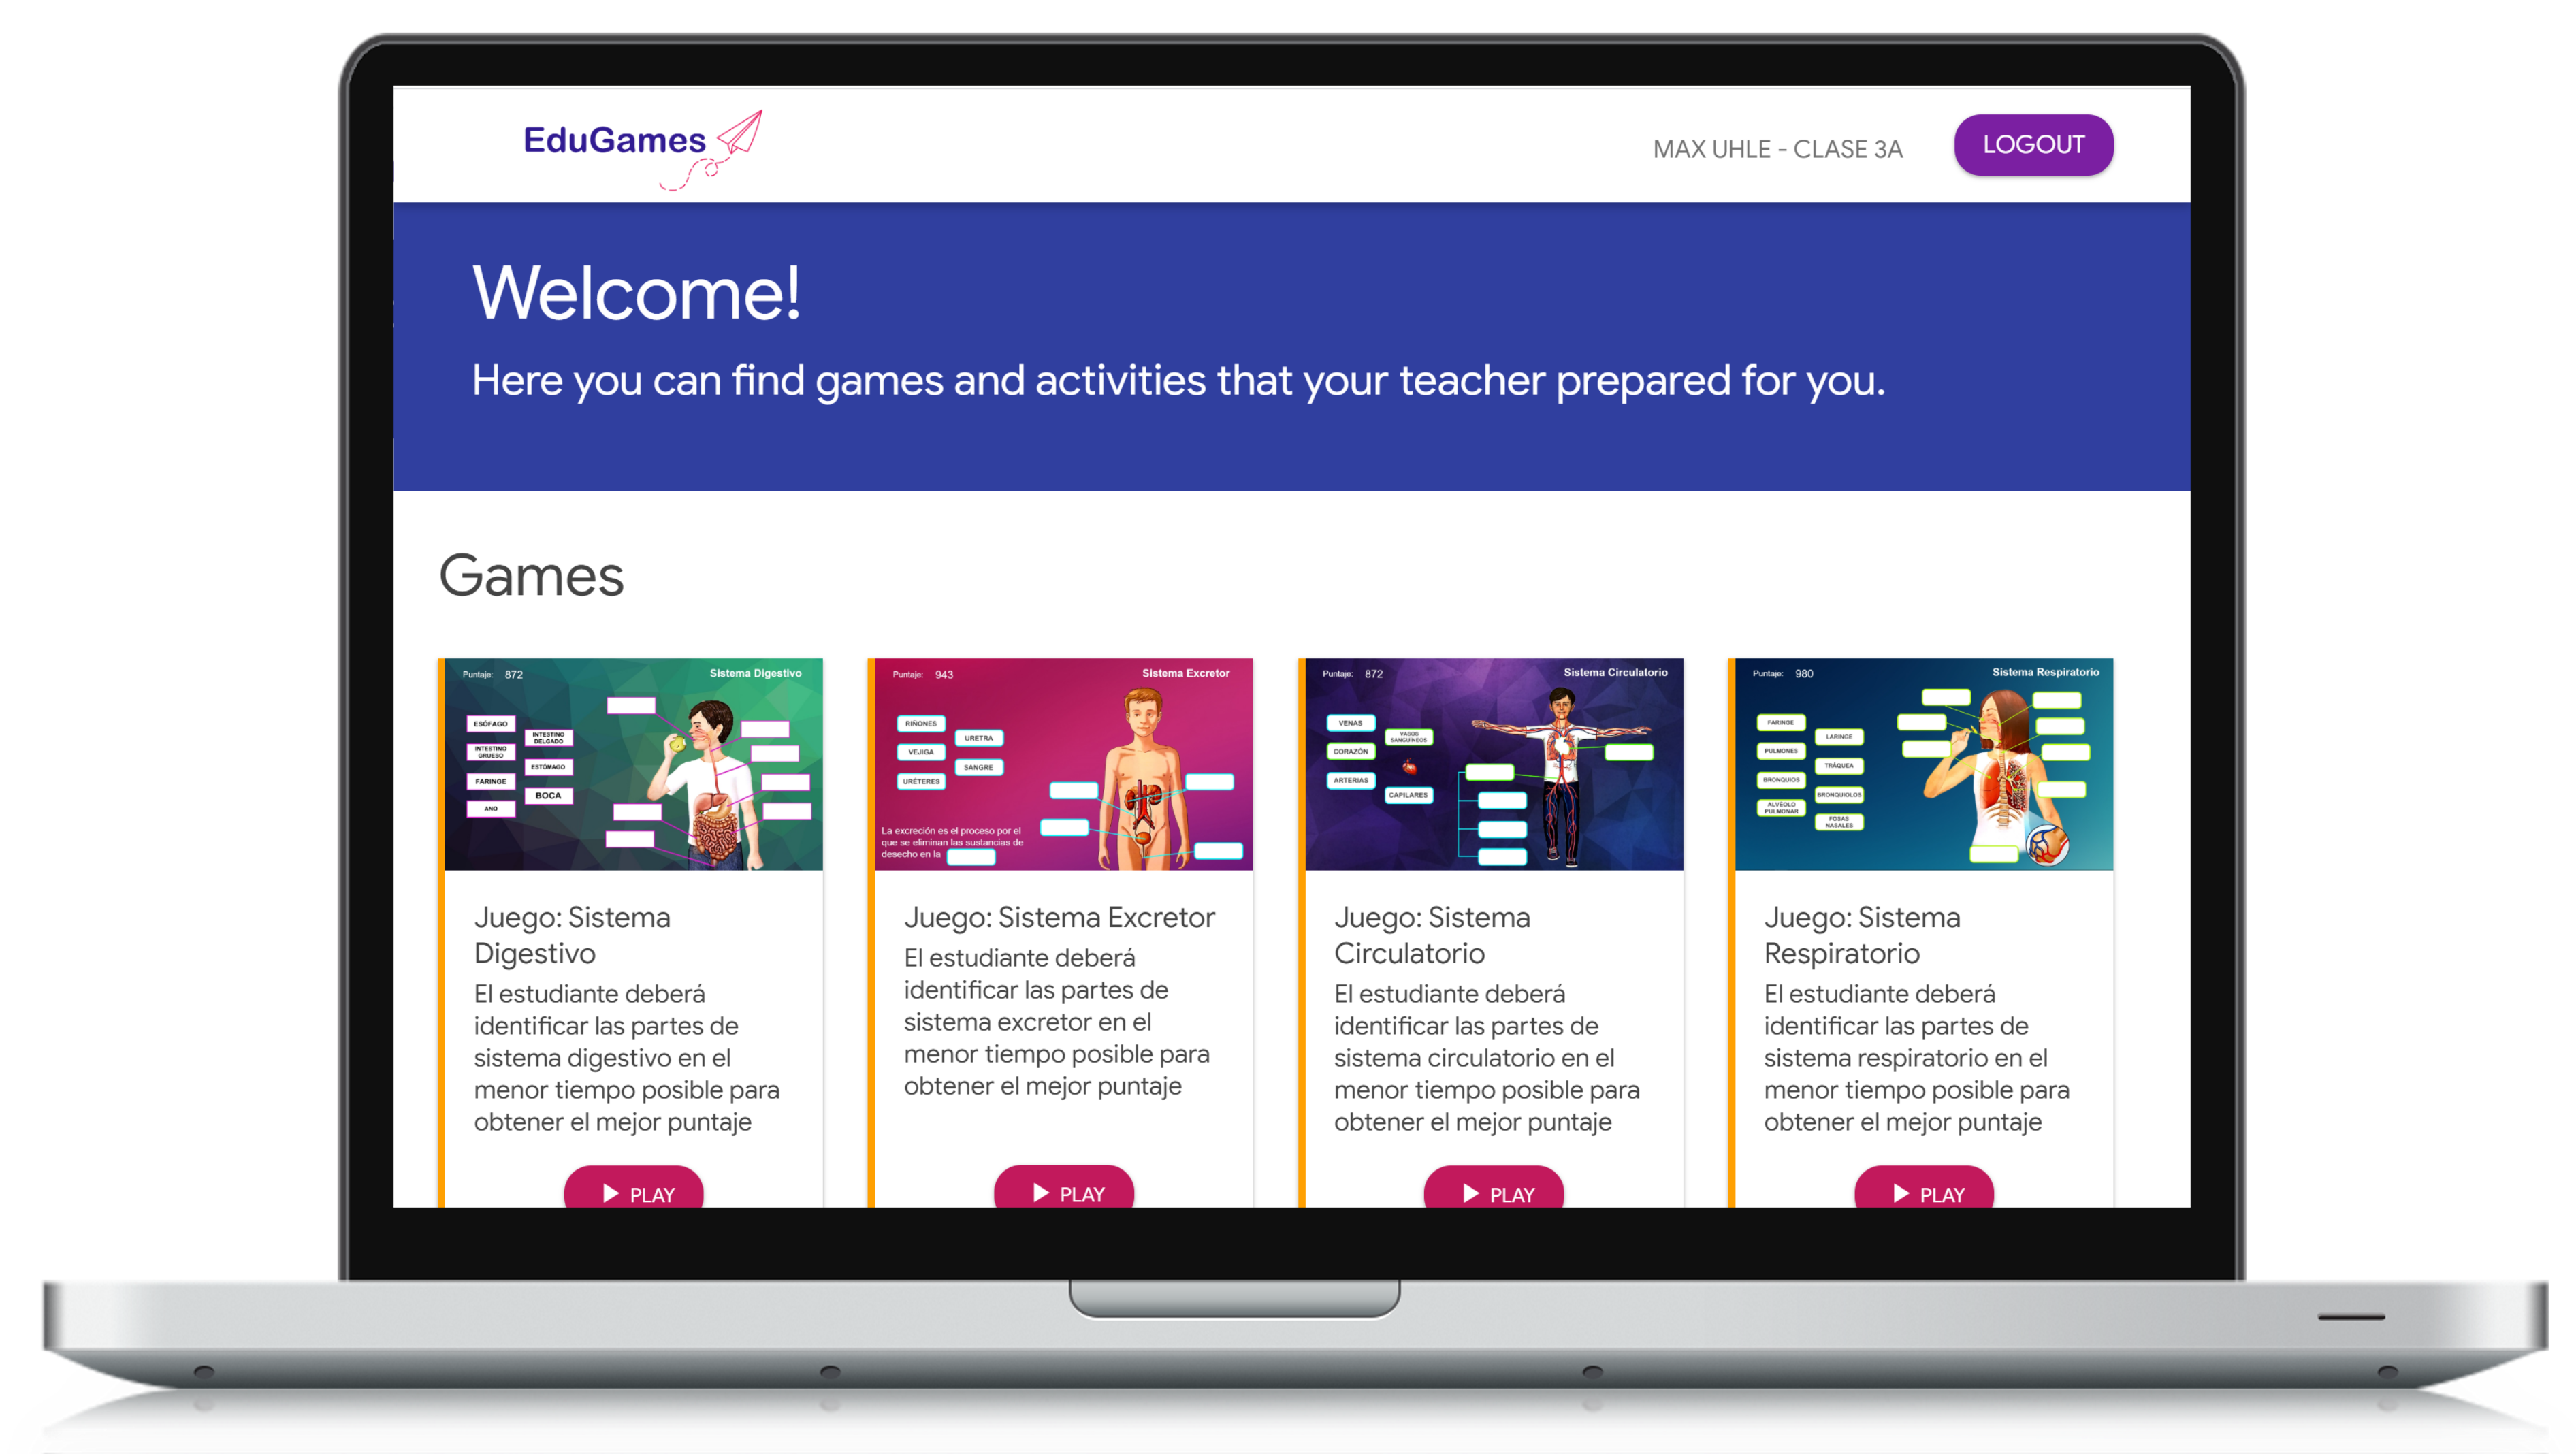 EduGames
MAX UHLE - CLASE 3A
LOGOUT
Welcome!
Here you can find games and activities that your teacher prepared for you.
Games
Puntaje: 872
Sistema Digestivo
ESÓFAGO
INTESTINO
DELGADO
INTESTINO
GRUESO
ESTÓMAGO
FARINGE
BOCA
ANO
Juego: Sistema
Digestivo
El estudiante deberá
identificar las partes de
sistema digestivo en el
menor tiempo posible para
obtener el mejor puntaje
PLAY
Puntaje: 943
Sistema Excretor
RIÑONES
URETRA
VEJIGA
SANGRE
URÉTERES
La excreción es el proceso por el
que se eliminan las sustancias de
desecho en la
Juego: Sistema Excretor
El estudiante deberá
identificar las partes de
sistema excretor en el
menor tiempo posible para
obtener el mejor puntaje
PLAY
Puntaje: 872
Sistema Circulatorio
VENAS
VASOS
SANGUÍNEOS
CORAZÓN
ARTERIAS
CAPILARES
Juego: Sistema
Circulatorio
El estudiante deberá
identificar las partes de
sistema circulatorio en el
menor tiempo posible para
obtener el mejor puntaje
PLAY
Puntaje: 980
Sistema Respiratorio
FARINGE
LARINGE
PULMONES
TRÁQUEA
BRONQUIOS
BRONQUIOLOS
ALVÉOLO
PULMONAR
FOSAS
NASALES
Juego: Sistema
Respiratorio
El estudiante deberá
identificar las partes de
sistema respiratorio en el
menor tiempo posible para
obtener el mejor puntaje
PLAY